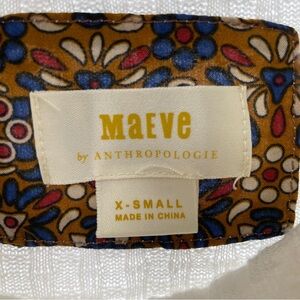 MAEVE
by ANTHROPOLOGIE
X-SMALL
MADE IN CHINA